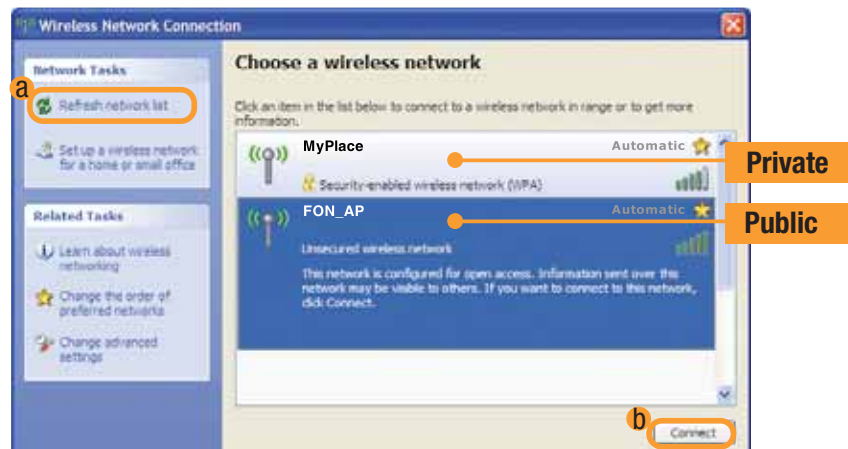 Wireless Network Connection
Network Tasks
a
Refresh network list
Set up a wireless network
for a home or small office
Related Tasks
Learn about wireless
networking
Change the order of
preferred networks
Change advanced
settings
Choose a wireless network
Click an item in the list below to connect to a wireless network in range or to get more
information.
MyPlace
Automatic
Security-enabled wireless network (WPA)
Private
FON_AP
Automatic
Public
Unsecured wireless network
This network is configured for open access. Information sent over this
network may be visible to others. If you want to connect to this network,
click Connect.
b
Connect